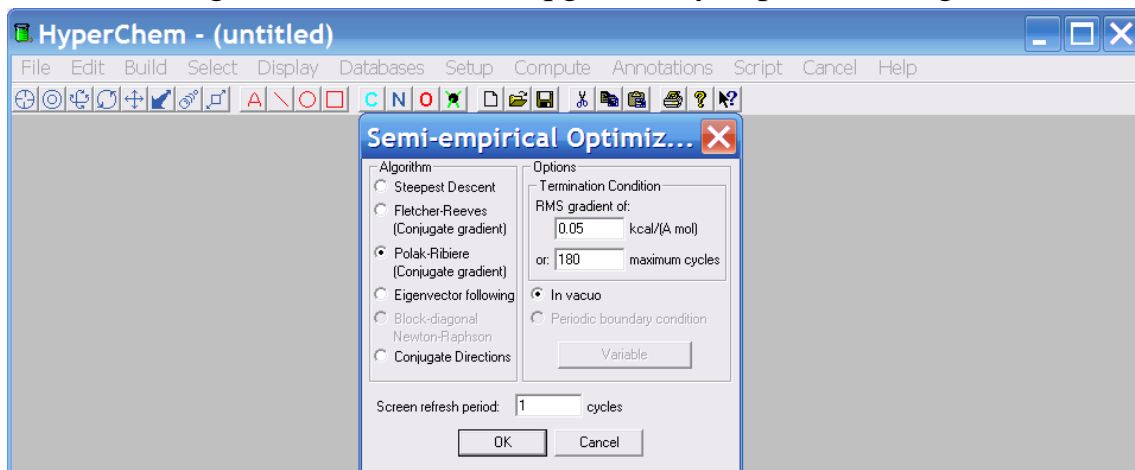 HyperChem - (untitled)
File Edit Build Select Display Databases Setup Compute Annotations Script Cancel Help
A C N O
Semi-empirical Optimiz...
Algorithm
Steepest Descent
Fletcher-Reeves
(Conjugate gradient)
Polak-Ribiere
(Conjugate gradient)
Eigenvector following
Block-diagonal
Newton-Raphson
Conjugate Directions
Options
Termination Condition
RMS gradient of:
0.05 kcal/(A mol)
or: 180 maximum cycles
In vacuo
Periodic boundary condition
Variable
Screen refresh period: 1 cycles
OK Cancel